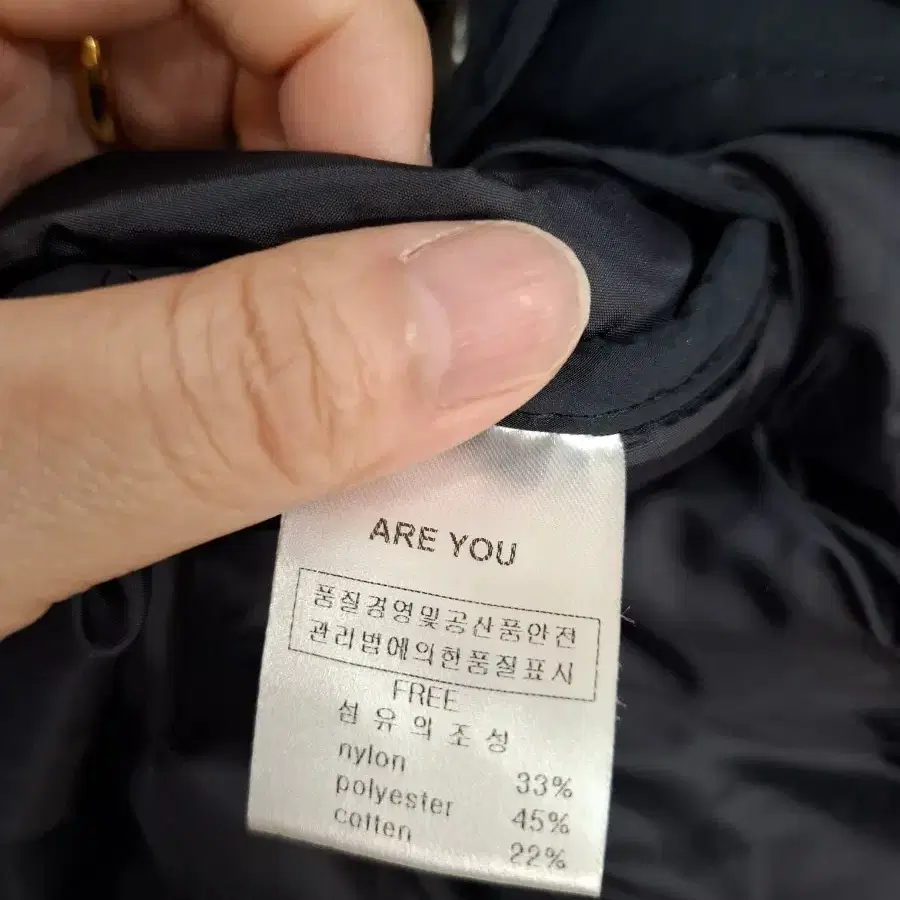 ARE YOU
품질경영및공산품안전
관리법에의한품질표시
FREE
섬유의조성
nylon 33%
polyester 45%
cotten 22%